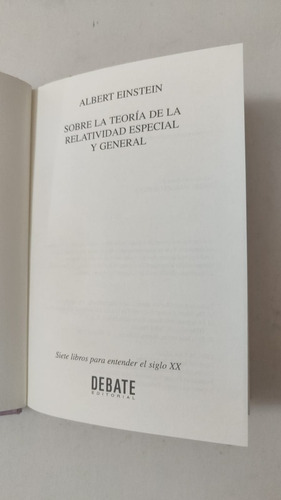 ALBERT EINSTEIN
SOBRE LA TEORÍA DE LA
RELATIVIDAD ESPECIAL
Y GENERAL
Siete libros para entender el siglo XX
DEBATE
EDITORIAL